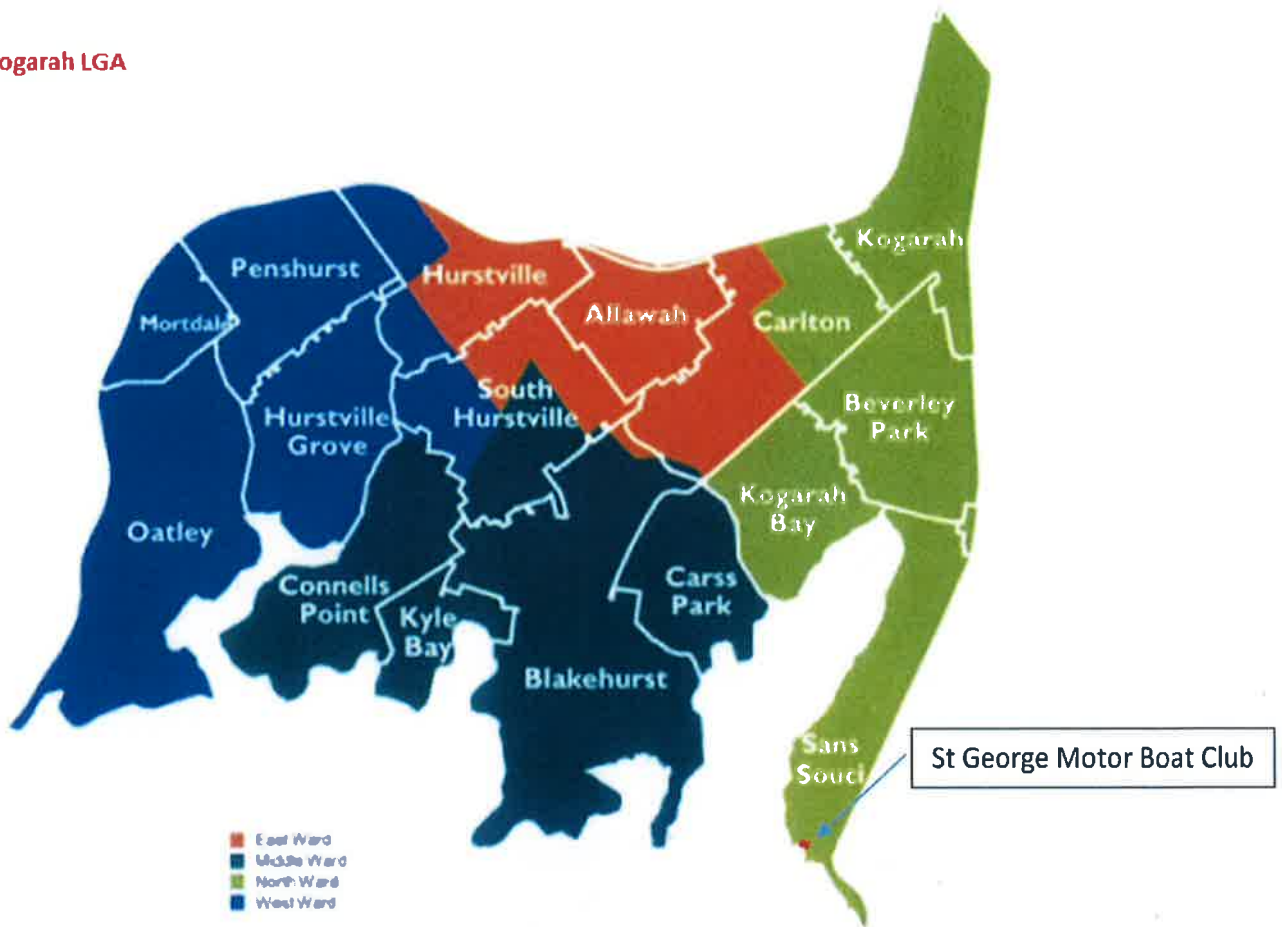 ogarah LGA
Kogarah
Penshurst
Hurstville
Mortdale
Allawah
Carlton
South
Hurstville
Beverley
Park
Hurstville
Grove
Kogarah
Bay
Oatley
Connells
Point
Carss
Park
Kyle
Bay
Blakehurst
Sans
Souci
St George Motor Boat Club
East Ward
Middle Ward
North Ward
West Ward